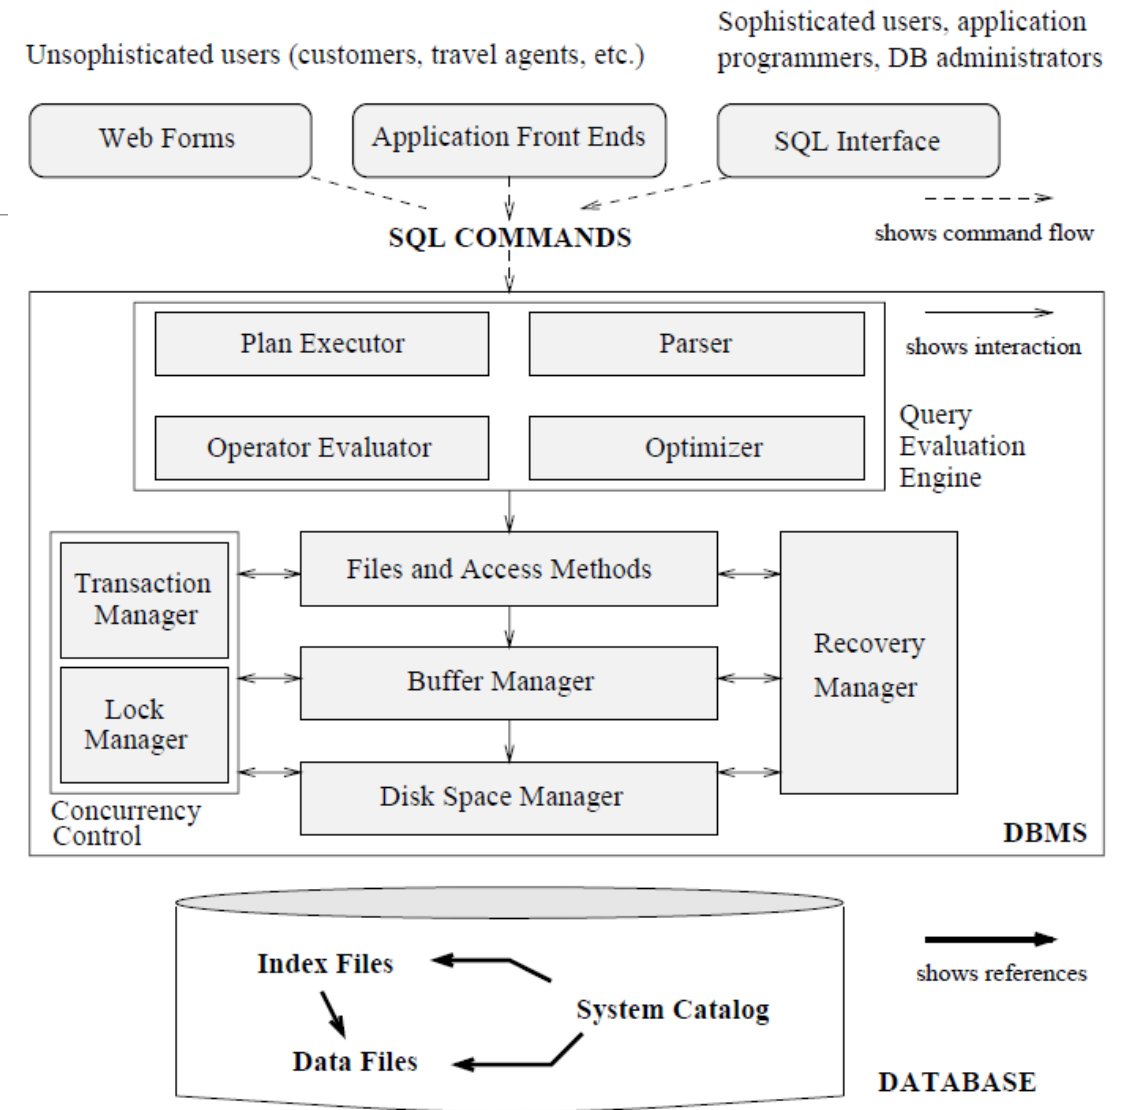 Sophisticated users, application
programmers, DB administrators
Unsophisticated users (customers, travel agents, etc.)
Web Forms
Application Front Ends
SQL Interface
shows command flow
SQL COMMANDS
Plan Executor
Parser
shows interaction
Operator Evaluator
Optimizer
Query
Evaluation
Engine
Transaction
Manager
Files and Access Methods
Recovery
Manager
Buffer Manager
Lock
Manager
Disk Space Manager
Concurrency
Control
DBMS
Index Files
shows references
System Catalog
Data Files
DATABASE